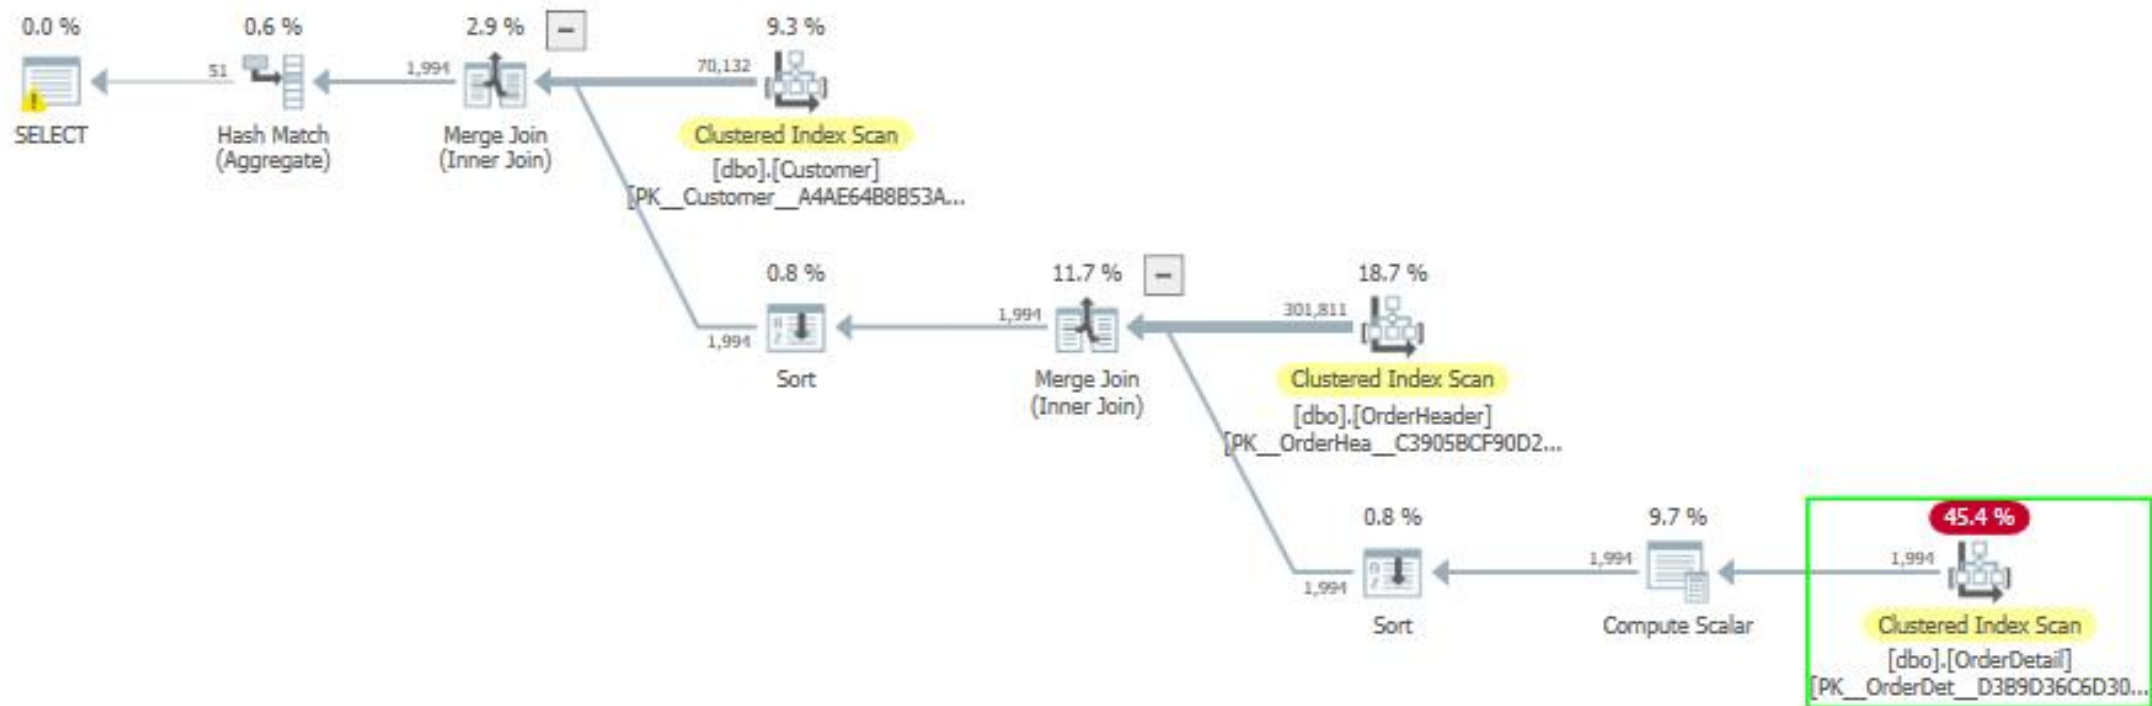 0.0 %
0.6 %
2.9 %
9.3 %
51
1,994
70,132
SELECT
Hash Match
(Aggregate)
Merge Join
(Inner Join)
Clustered Index Scan
[dbo].[Customer]
[PK__Customer__A4AE64B8B53A...
0.8 %
11.7 %
18.7 %
1,994
1,994
301,811
Sort
Merge Join
(Inner Join)
Clustered Index Scan
[dbo].[OrderHeader]
[PK__OrderHea__C3905BCF90D2...
0.8 %
9.7 %
45.4 %
1,994
1,994
1,994
Sort
Compute Scalar
Clustered Index Scan
[dbo].[OrderDetail]
[PK__OrderDet__D3B9D36C6D30...